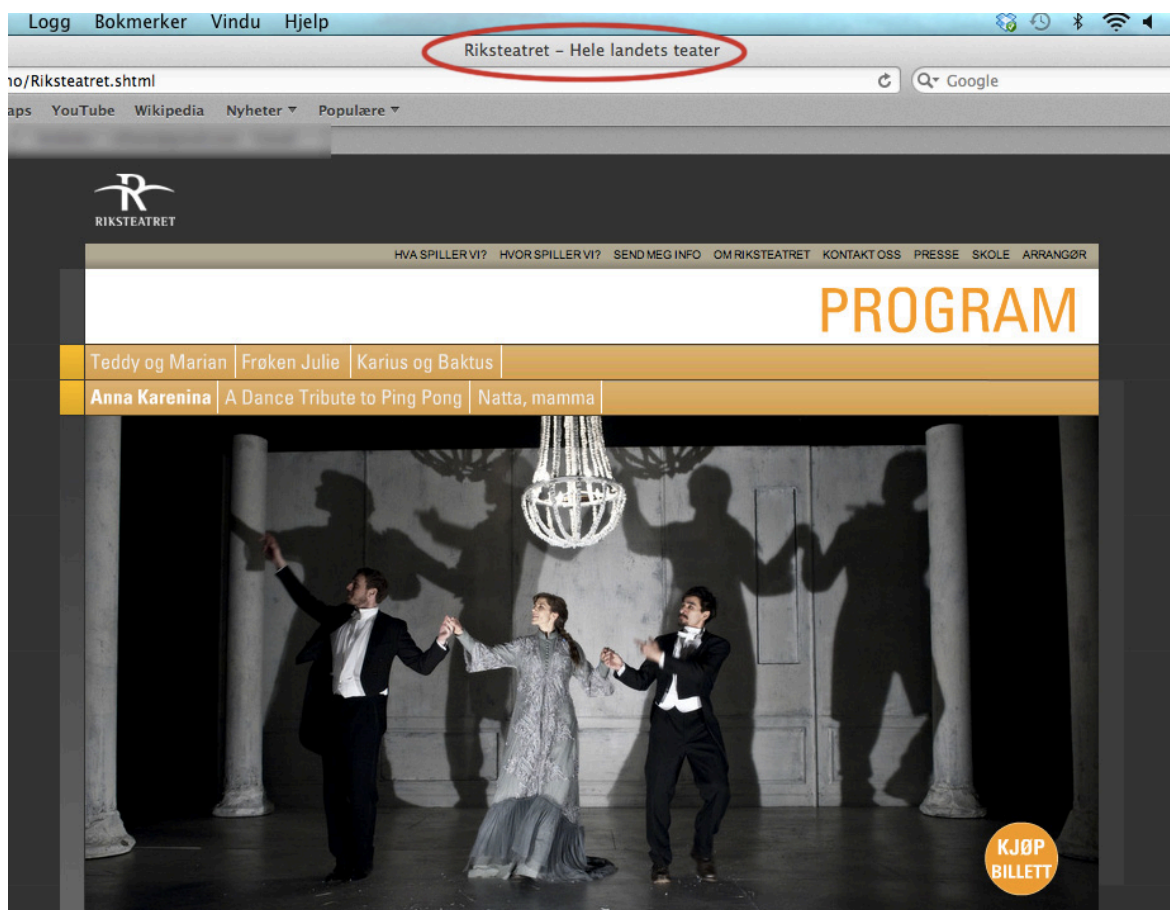 Logg Bokmerker Vindu Hjelp
Riksteatret – Hele landets teater
no/Riksteatret.shtml
Google
aps YouTube Wikipedia Nyheter Populære
R
RIKSTEATRET
HVA SPILLER VI? HVOR SPILLER VI? SEND MEG INFO OM RIKSTEATRET KONTAKT OSS PRESSE SKOLE ARRANGØR
PROGRAM
Teddy og Marian Frøken Julie Karius og Baktus
Anna Karenina A Dance Tribute to Ping Pong Natta, mamma
KJØP
BILLETT